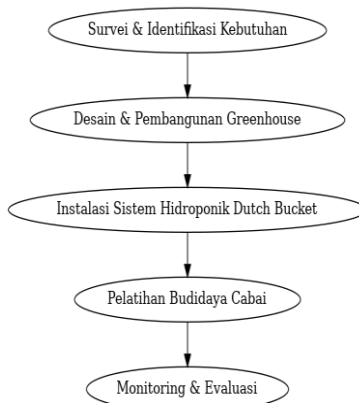 Survei & Identifikasi Kebutuhan
Desain & Pembangunan Greenhouse
Instalasi Sistem Hidroponik Dutch Bucket
Pelatihan Budidaya Cabai
Monitoring & Evaluasi